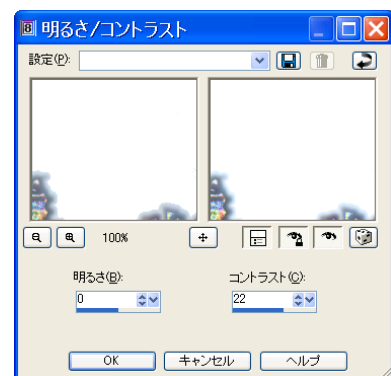 8 明るさ/コントラスト
設定(P):
100%
明るさ(B): コントラスト(C):
0 22
OK キャンセル ヘルプ